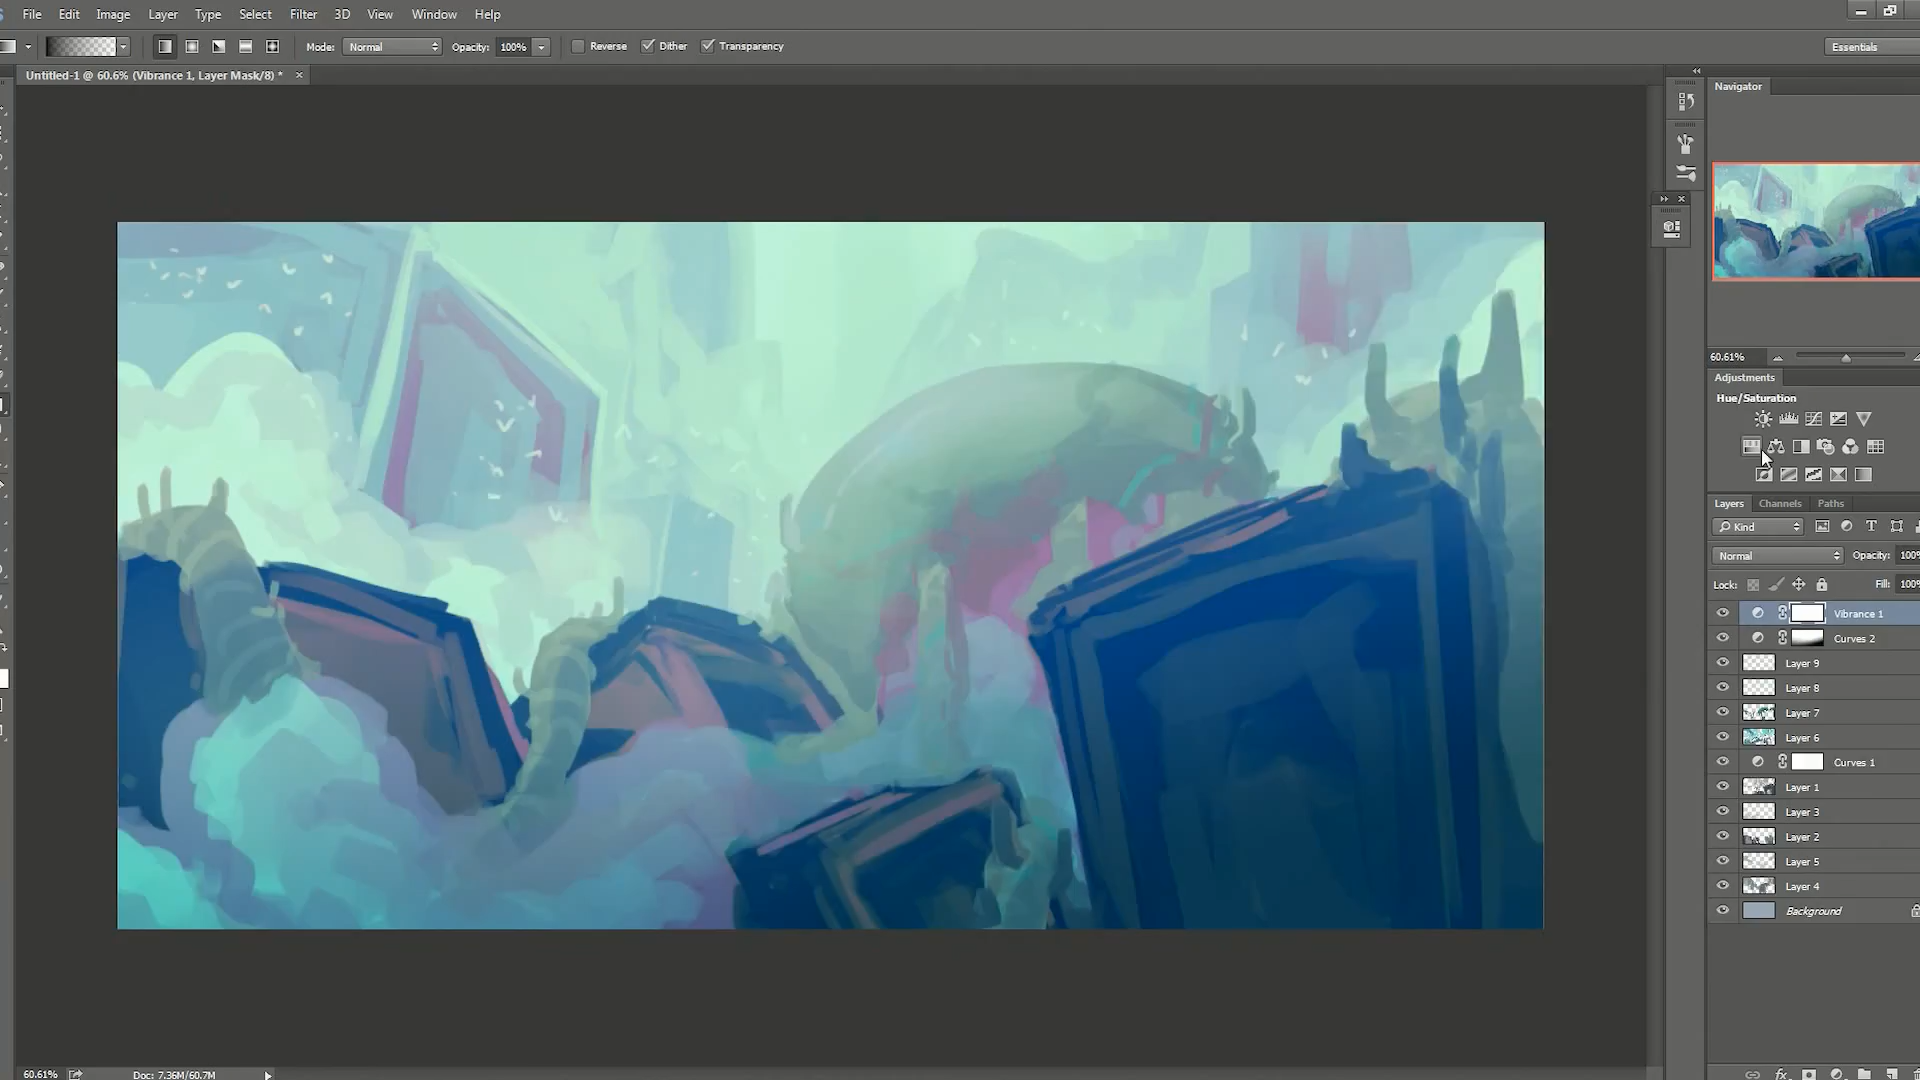 File Edit Image Layer Type Select Filter 3D View Window Help
Mode: Normal Opacity: 100% Reverse Dither Transparency
Essentials
Untitled-1 @ 60.6% (Vibrance 1, Layer Mask/8) *
Navigator
60.61%
Adjustments
Hue/Saturation
Layers Channels Paths
Kind
Normal Opacity: 100%
Lock: Fill: 100%
Vibrance 1
Curves 2
Layer 9
Layer 8
Layer 7
Layer 6
Curves 1
Layer 1
Layer 3
Layer 2
Layer 5
Layer 4
Background
60.61% Doc: 7.36M/60.7M
fx